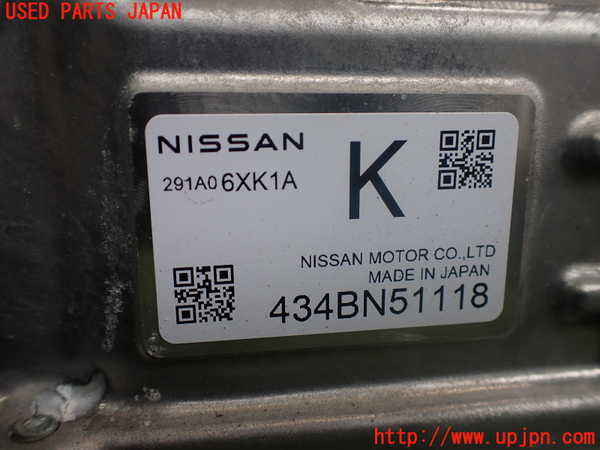 USED PARTS JAPAN
NISSAN
291A0 6XK1A
K
NISSAN MOTOR CO.,LTD
MADE IN JAPAN
434BN51118
http://www.upjpn.com/